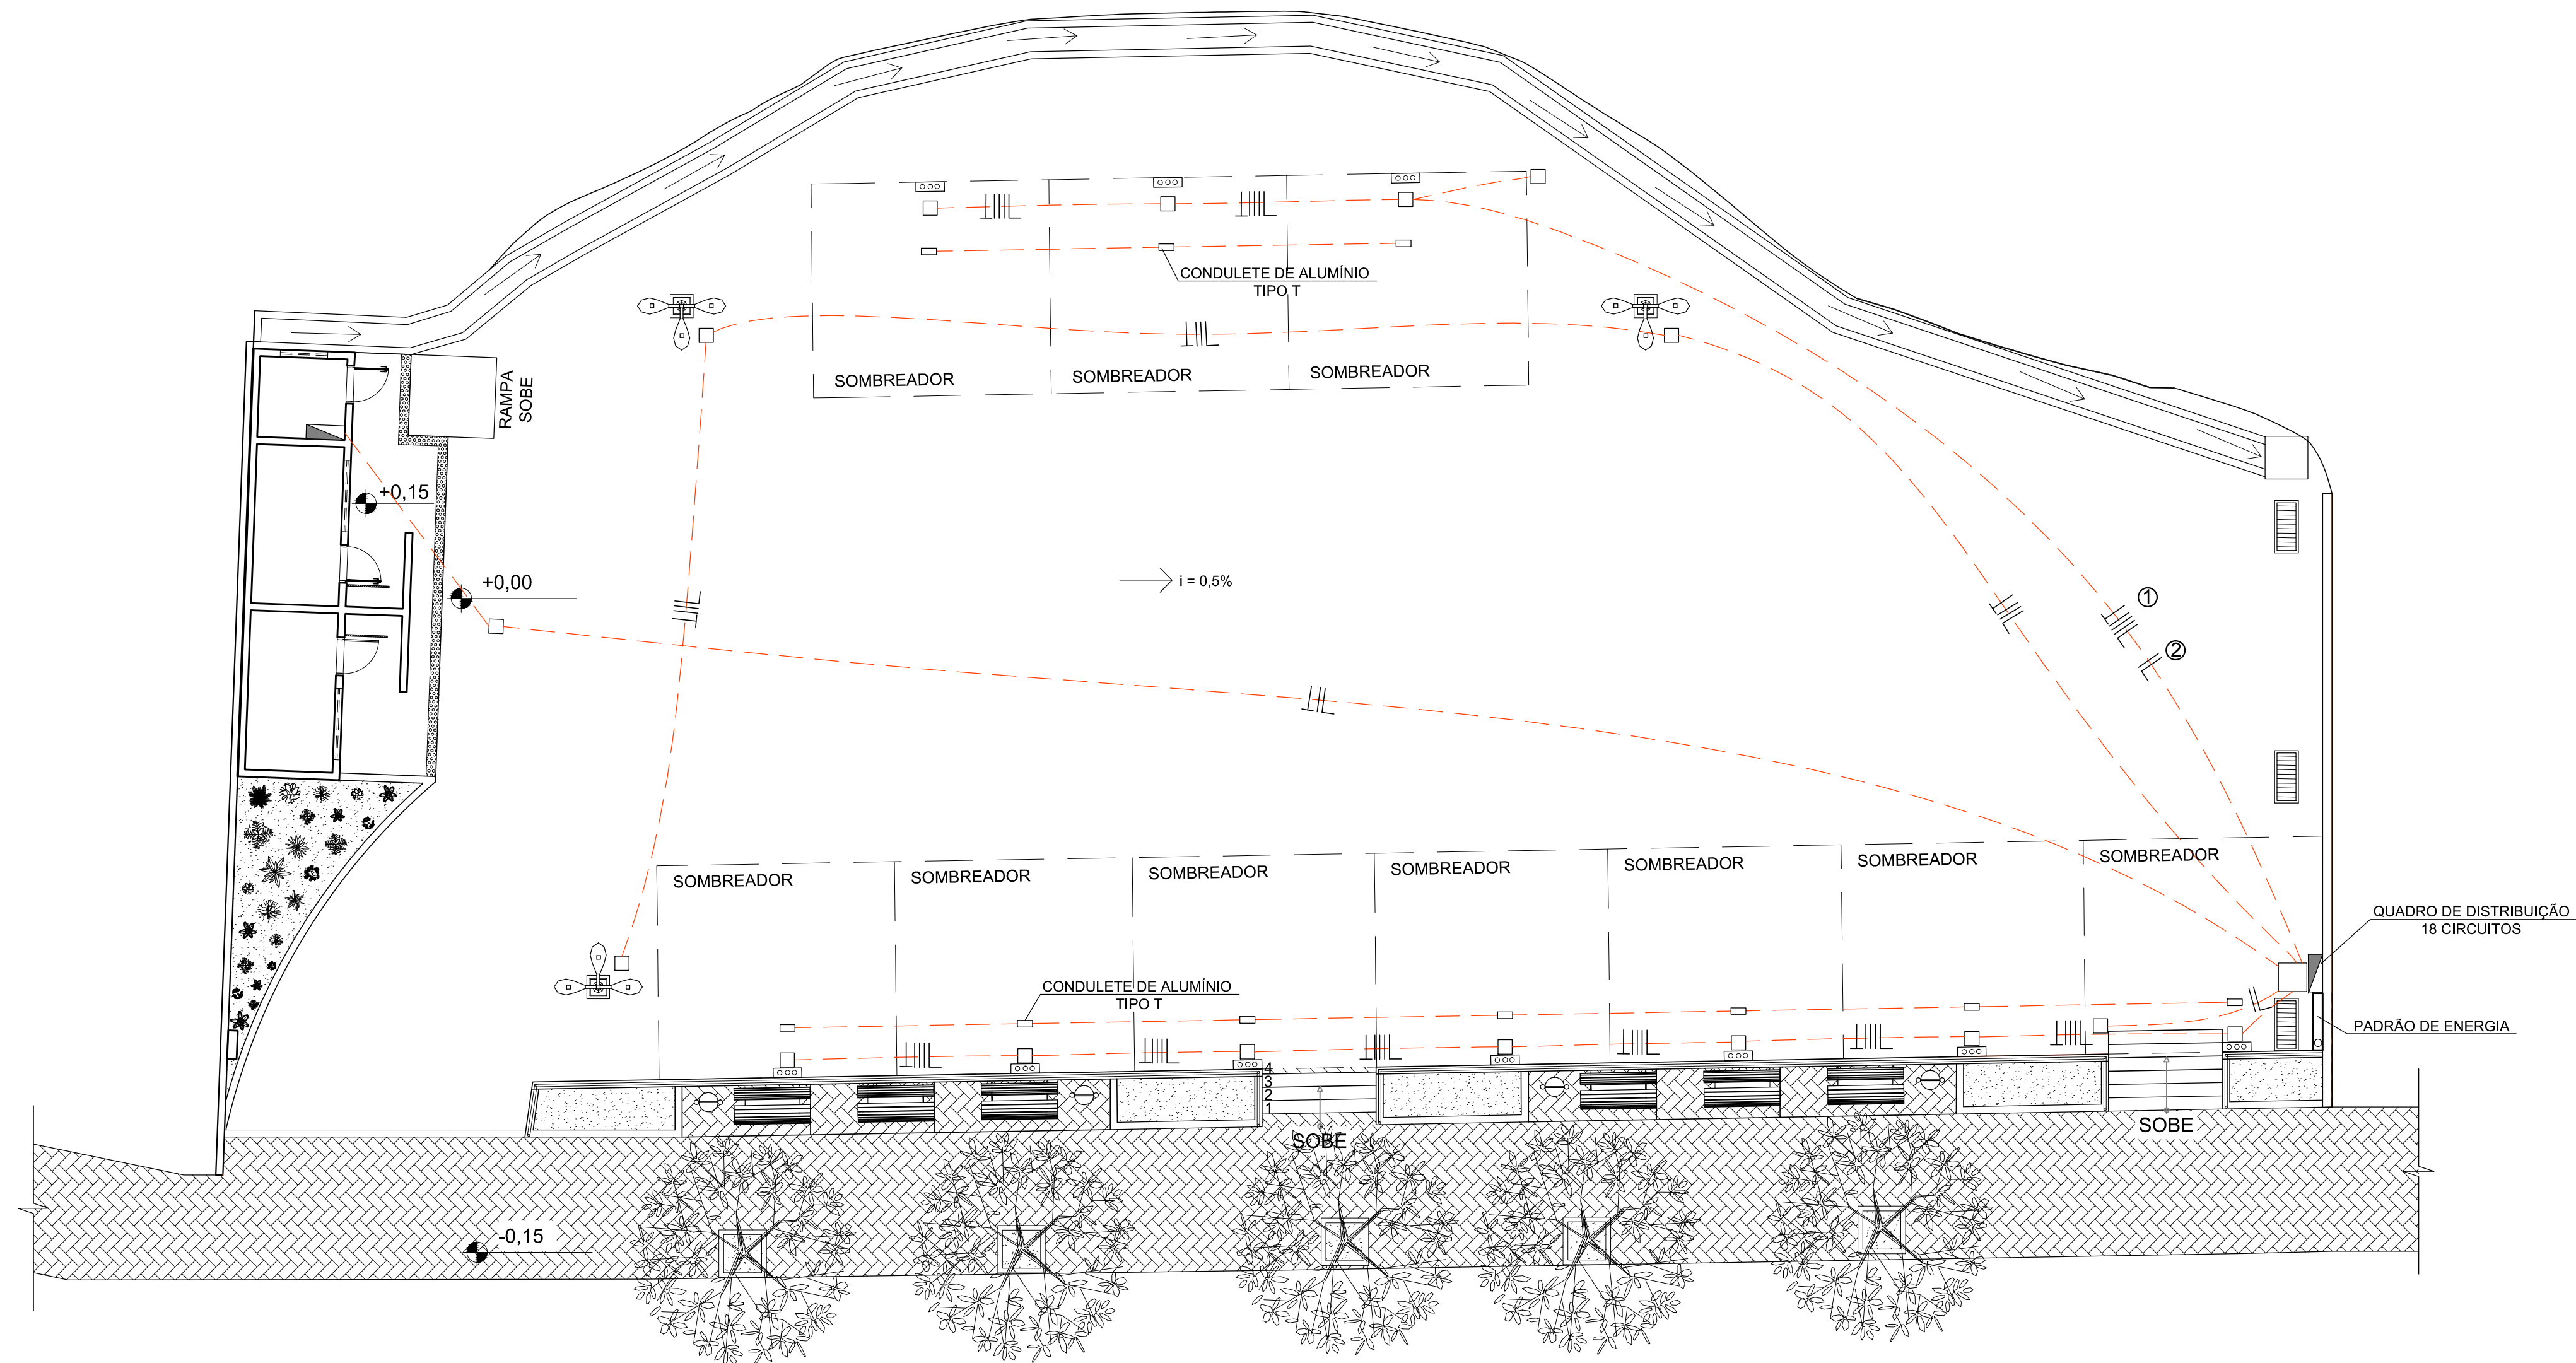 CONDULETE DE ALUMÍNIO
TIPO T
SOMBREADOR
SOMBREADOR
SOMBREADOR
RAMPA
SOBE
+0,15
+0,00
i = 0,5%
1
2
SOMBREADOR
SOMBREADOR
SOMBREADOR
SOMBREADOR
SOMBREADOR
SOMBREADOR
SOMBREADOR
QUADRO DE DISTRIBUIÇÃO
18 CIRCUITOS
CONDULETE DE ALUMÍNIO
TIPO T
PADRÃO DE ENERGIA
4
3
2
1
SOBE
SOBE
-0,15